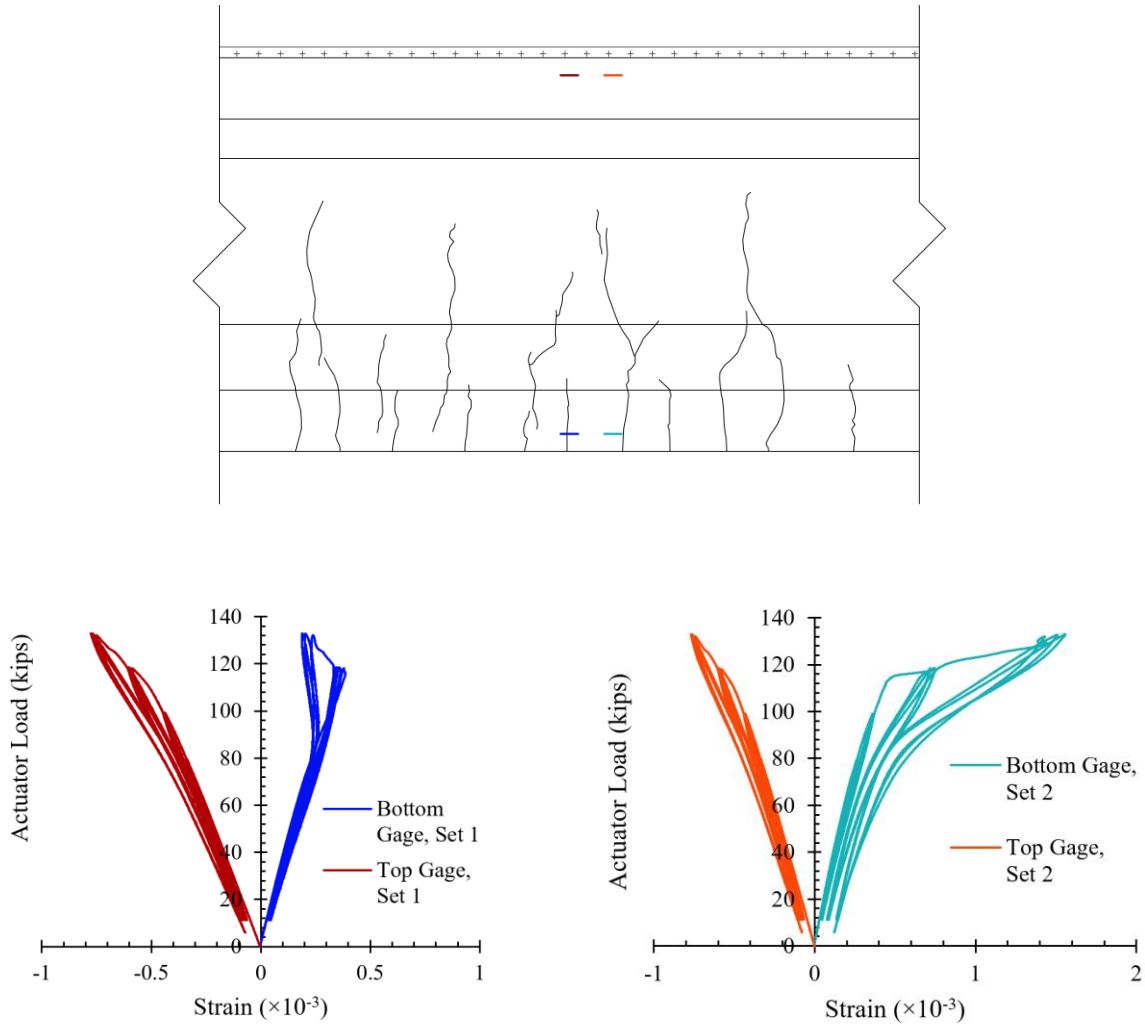 140
120
100
80
60
40
20
0
-1
-0.5
0
0.5
1
Actuator Load (kips)
Strain (×10⁻³)
Bottom
Gage, Set 1
Top Gage,
Set 1
140
120
100
80
60
40
20
0
-1
0
1
2
Actuator Load (kips)
Strain (×10⁻³)
Bottom Gage,
Set 2
Top Gage,
Set 2